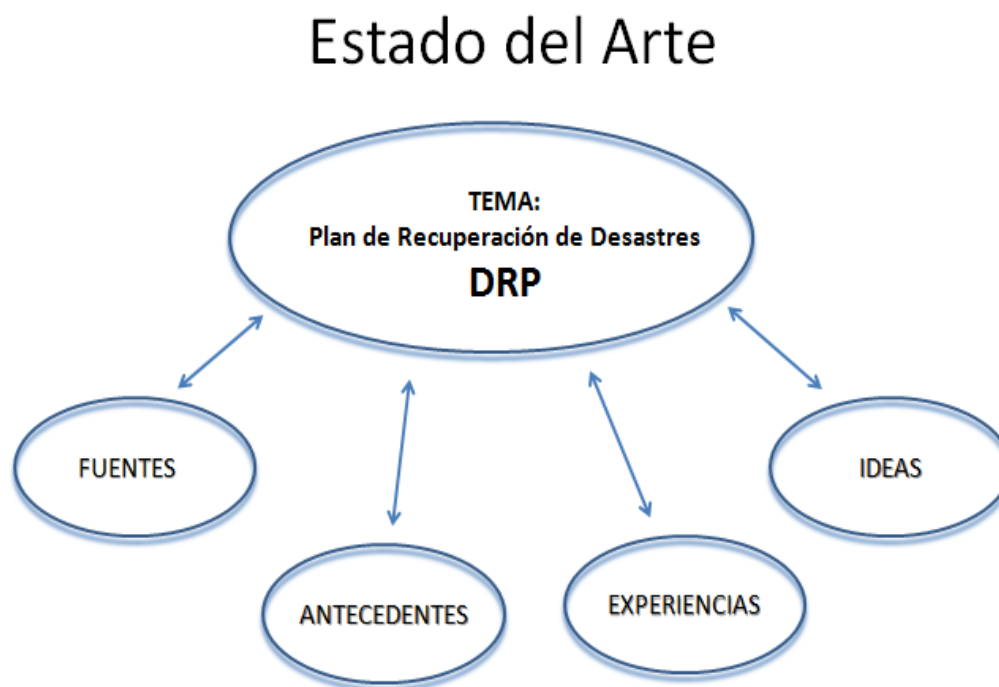 Estado del Arte
TEMA:
Plan de Recuperación de Desastres
DRP
FUENTES
IDEAS
ANTECEDENTES
EXPERIENCIAS